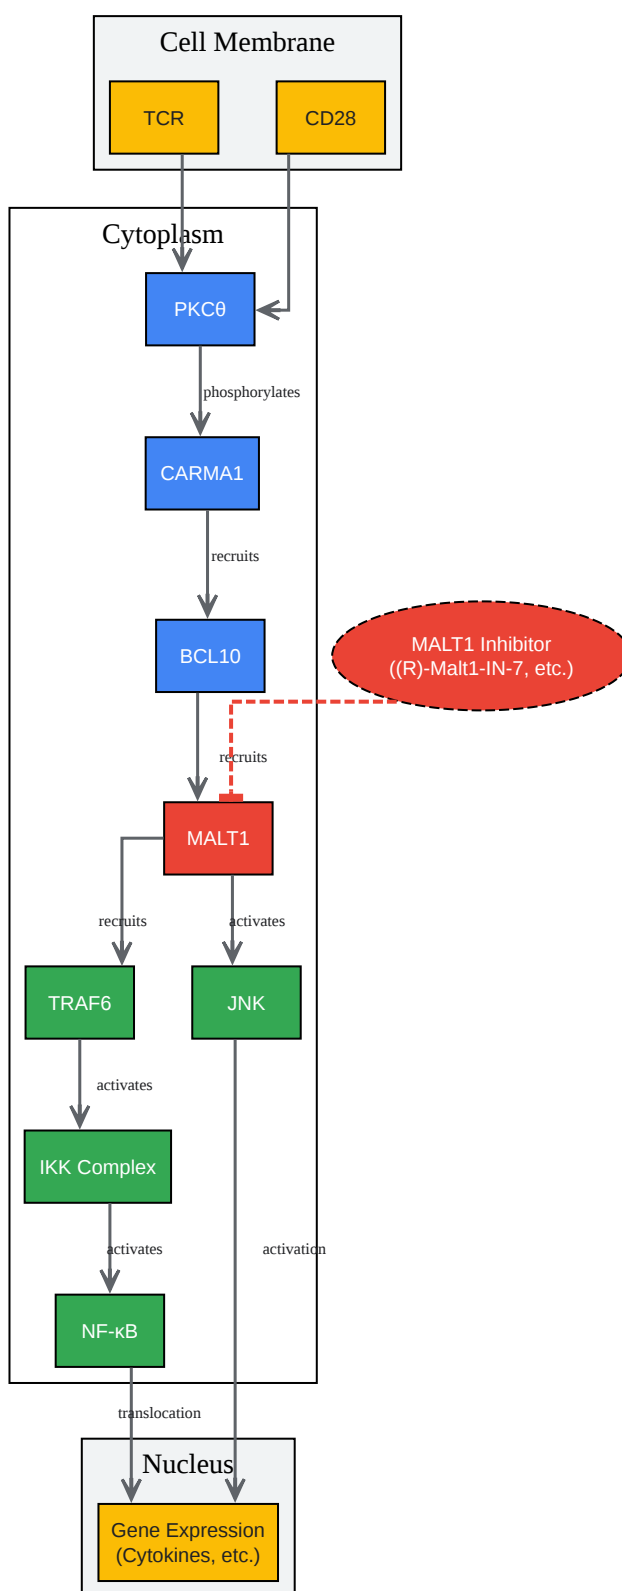 Cell Membrane
TCR
CD28
Cytoplasm
PKCθ
phosphorylates
CARMA1
recruits
BCL10
MALT1 Inhibitor
((R)-Malt1-IN-7, etc.)
recruits
MALT1
recruits
activates
TRAF6
JNK
activates
IKK Complex
activates
activation
NF-κB
translocation
Nucleus
Gene Expression
(Cytokines, etc.)